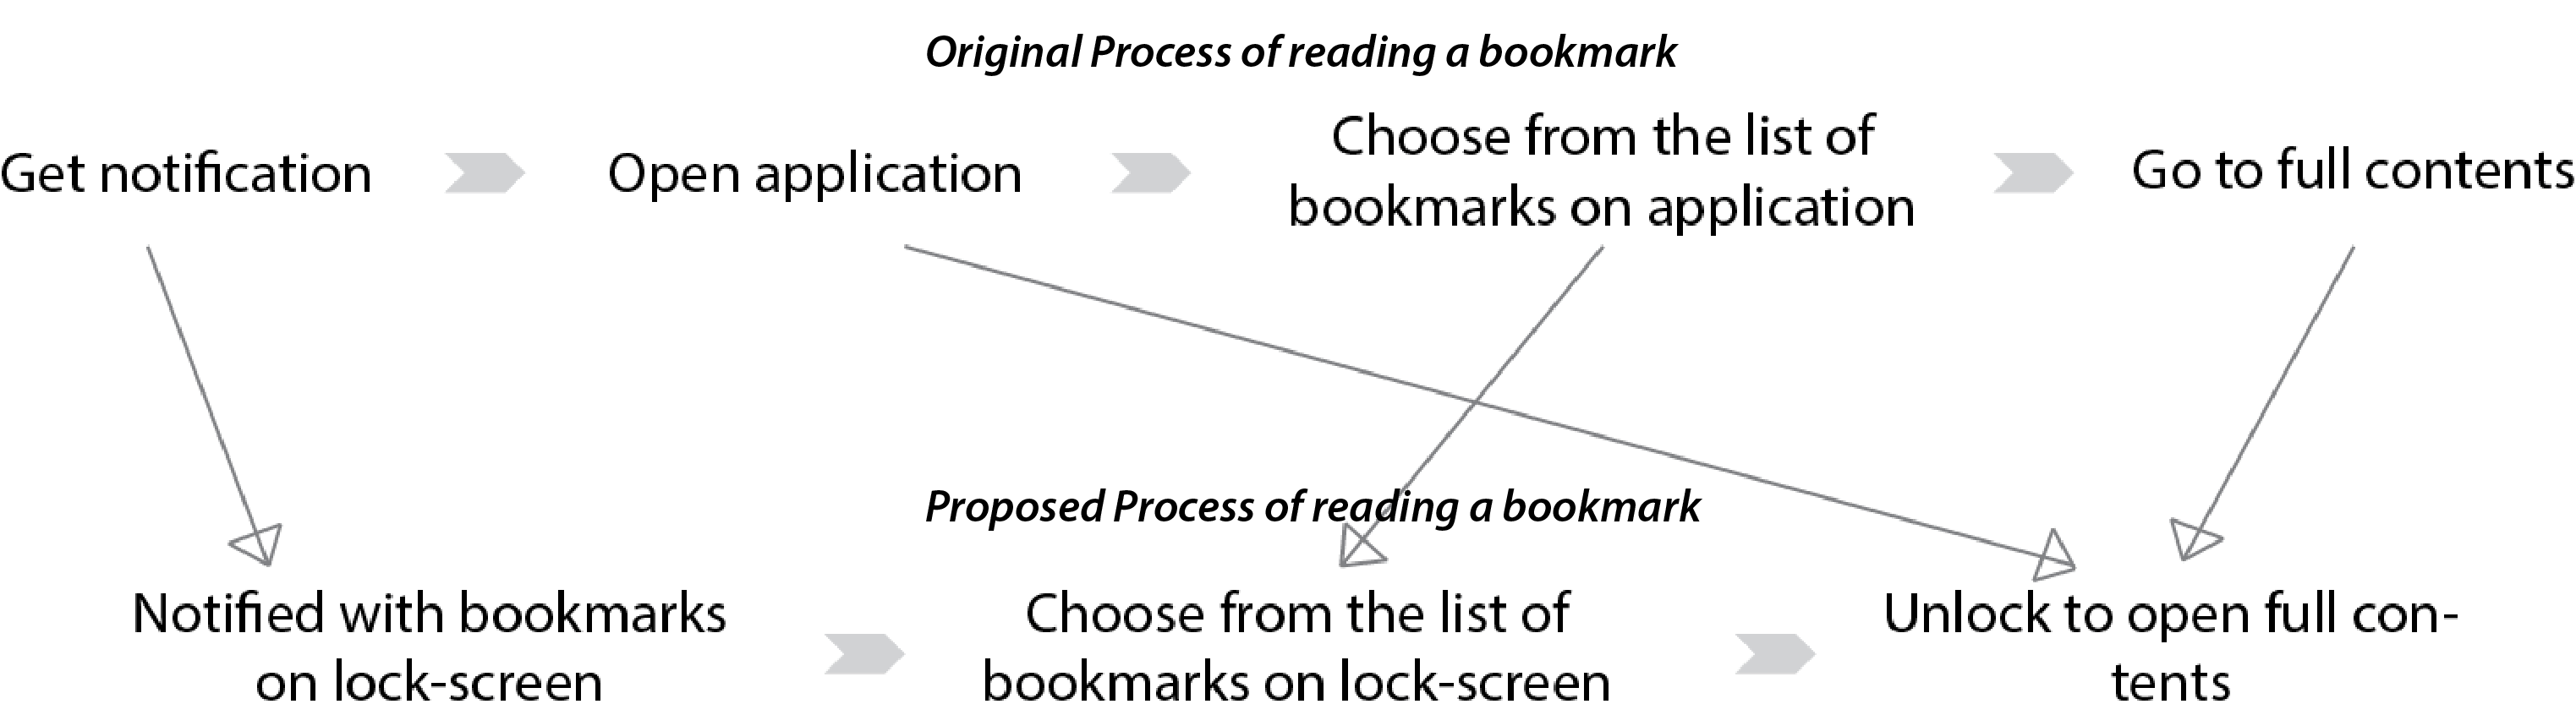 Original Process of reading a bookmark
Get notification
Open application
Choose from the list of
bookmarks on application
Go to full contents
Proposed Process of reading a bookmark
Notified with bookmarks
on lock-screen
Choose from the list of
bookmarks on lock-screen
Unlock to open full con-
tents